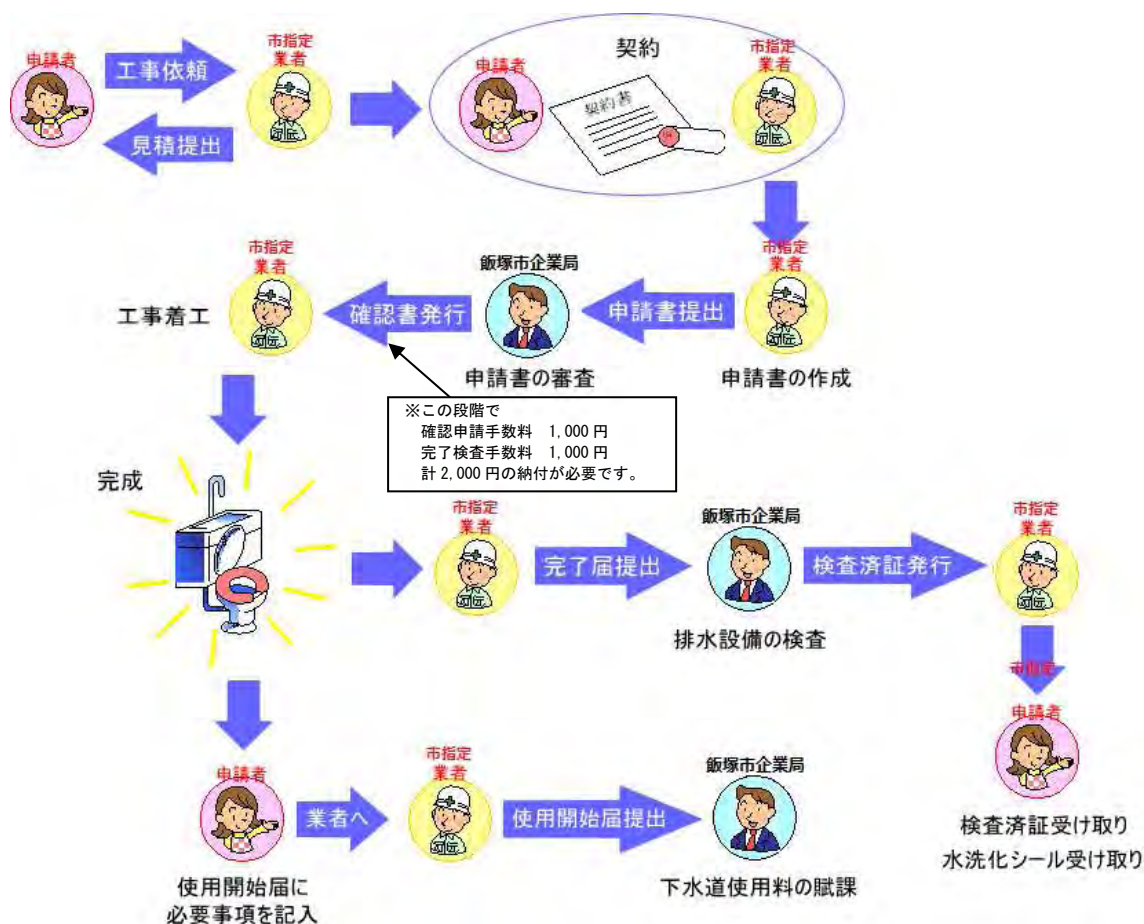 申請者
工事依頼
見積提出
市指定
業者
契約
申請者
契約書
市指定
業者
市指定
業者
申請書の作成
申請書提出
飯塚市企業局
申請書の審査
確認書発行
市指定
業者
工事着工
※この段階で
確認申請手数料　1,000円
完了検査手数料　1,000円
計2,000円の納付が必要です。
完成
市指定
業者
完了届提出
飯塚市企業局
排水設備の検査
検査済証発行
市指定
業者
市指定
申請者
検査済証受け取り
水洗化シール受け取り
申請者
使用開始届に
必要事項を記入
業者へ
市指定
業者
使用開始届提出
飯塚市企業局
下水道使用料の賦課